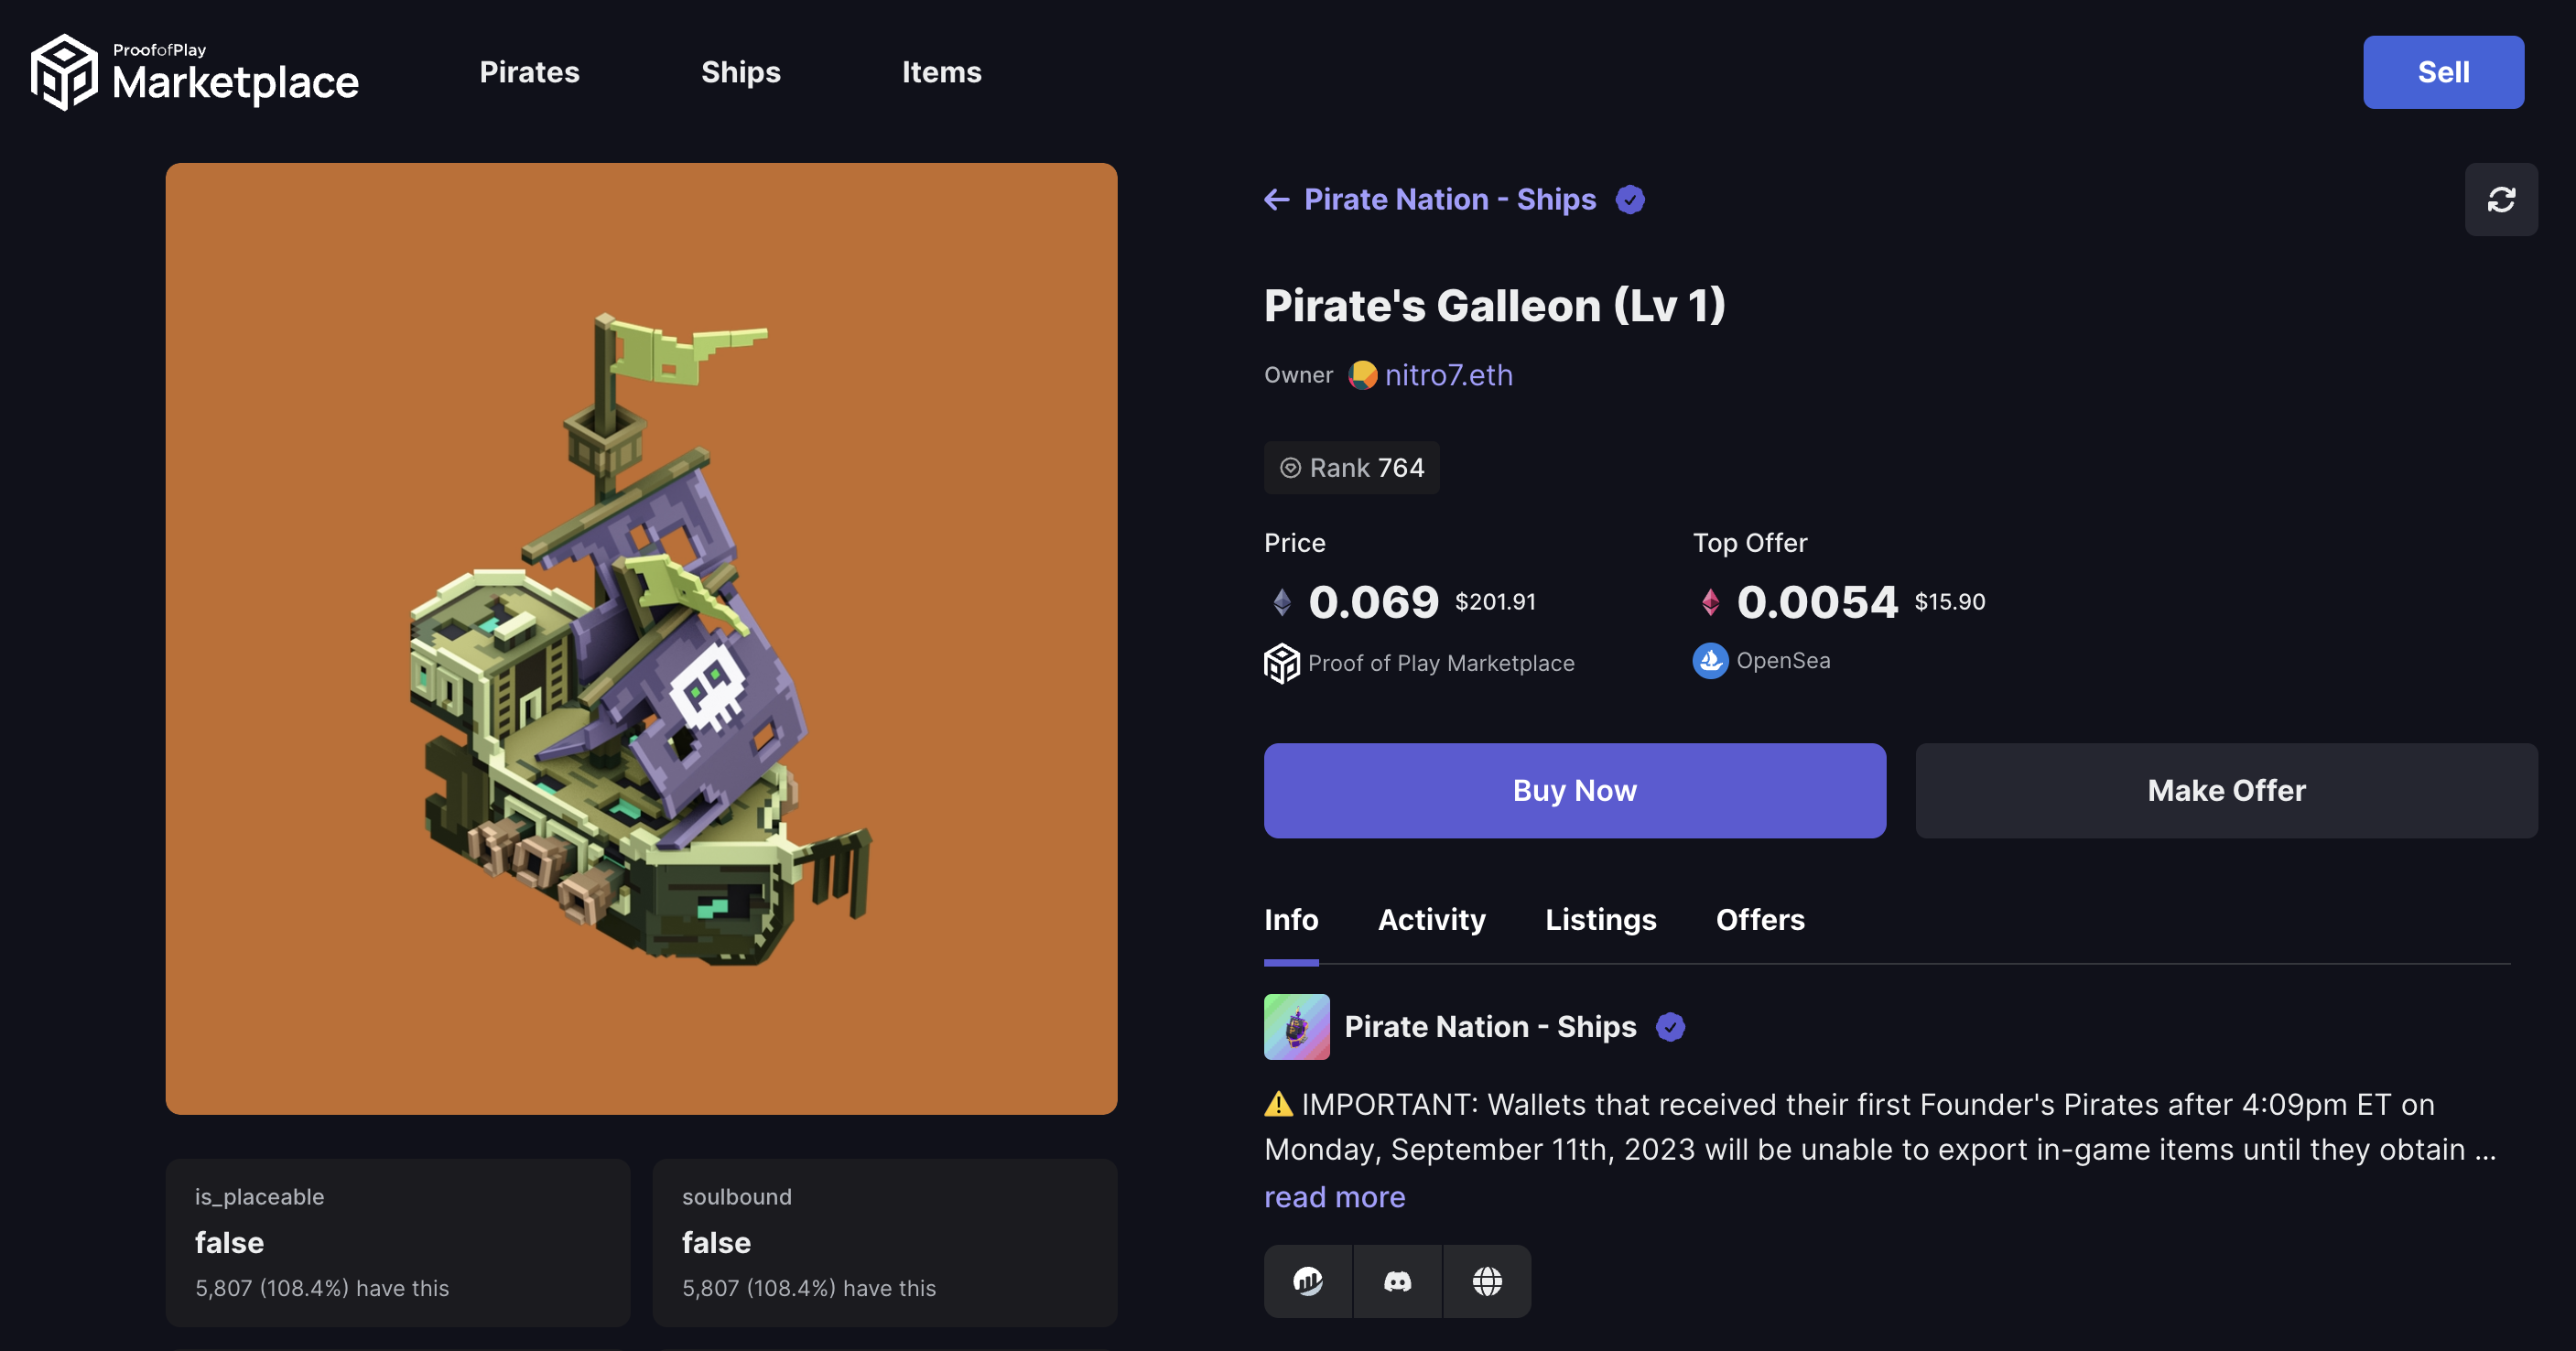 ProofofPlay
Marketplace
Pirates
Ships
Items
Sell
Pirate Nation - Ships
Pirate's Galleon (Lv 1)
Owner nitro7.eth
Rank 764
Price
0.069 $201.91
Proof of Play Marketplace
Top Offer
0.0054 $15.90
OpenSea
Buy Now
Make Offer
Info
Activity
Listings
Offers
Pirate Nation - Ships
⚠️ IMPORTANT: Wallets that received their first Founder's Pirates after 4:09pm ET on
Monday, September 11th, 2023 will be unable to export in-game items until they obtain ...
read more
is_placeable
false
5,807 (108.4%) have this
soulbound
false
5,807 (108.4%) have this